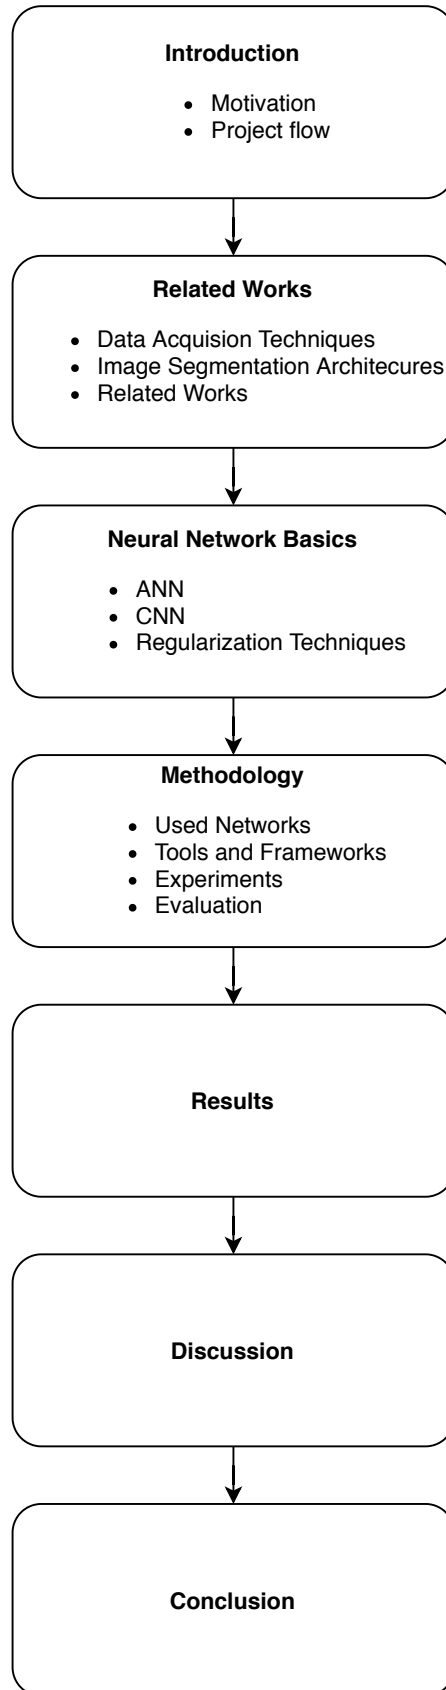 Introduction
• Motivation
• Project flow
Related Works
• Data Acquision Techniques
• Image Segmentation Architecures
• Related Works
Neural Network Basics
• ANN
• CNN
• Regularization Techniques
Methodology
• Used Networks
• Tools and Frameworks
• Experiments
• Evaluation
Results
Discussion
Conclusion